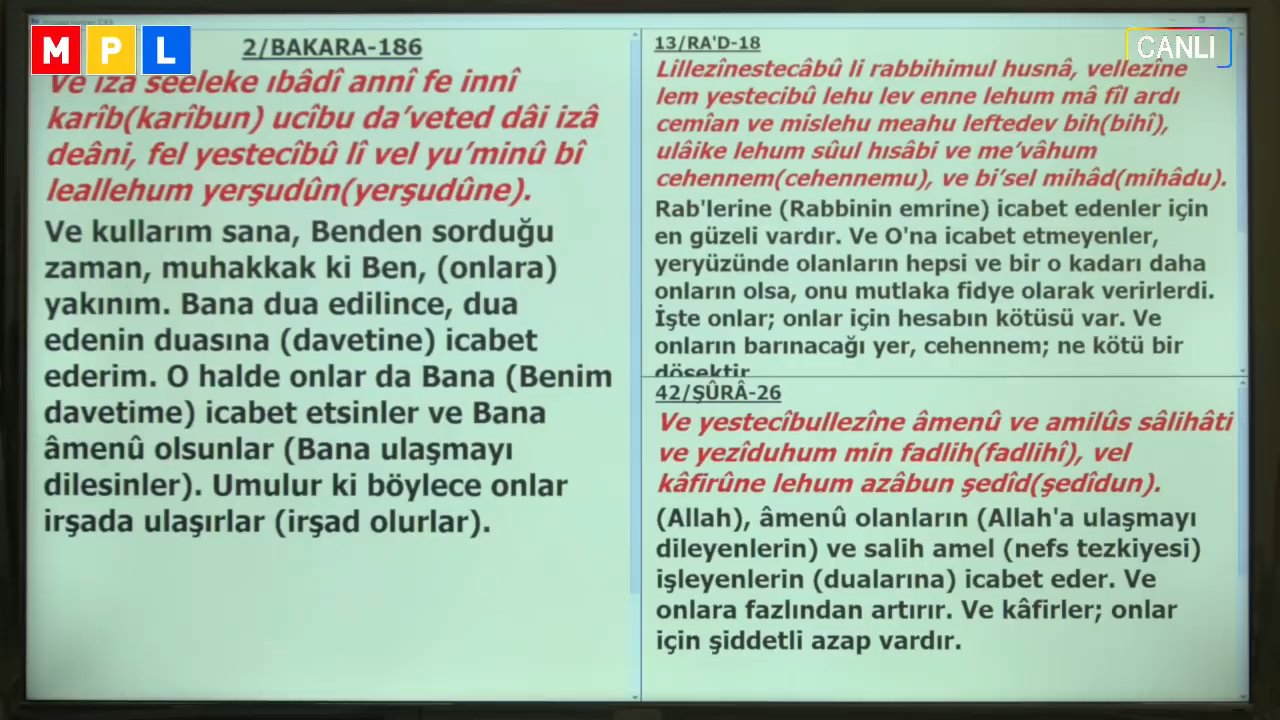 MPL
CANLI
2/BAKARA-186
Ve izâ seeleke ıbâdî annî fe innî
karîb(karîbun) ucîbu da’veted dâi izâ
deâni, fel yestecîbû lî vel yu’minû bî
leallehum yerşudûn(yerşudûne).
Ve kullarım sana, Benden sorduğu
zaman, muhakkak ki Ben, (onlara)
yakınım. Bana dua edilince, dua
edenin duasına (davetine) icabet
ederim. O halde onlar da Bana (Benim
davetime) icabet etsinler ve Bana
âmenû olsunlar (Bana ulaşmayı
dilesinler). Umulur ki böylece onlar
irşada ulaşırlar (irşad olurlar).
13/RA'D-18
Lillezînestecâbû li rabbihimul husnâ, vellezîne
lem yestecibû lehu lev enne lehum mâ fîl ardı
cemîan ve mislehu meahu leftedev bih(bihî),
ulâike lehum sûul hısâbi ve me’vâhum
cehennem(cehennemu), ve bi’sel mihâd(mihâdu).
Rab'lerine (Rabbinin emrine) icabet edenler için
en güzeli vardır. Ve O'na icabet etmeyenler,
yeryüzünde olanların hepsi ve bir o kadarı daha
onların olsa, onu mutlaka fidye olarak verirlerdi.
İşte onlar; onlar için hesabın kötüsü var. Ve
onların barınacağı yer, cehennem; ne kötü bir
döşektir
42/ŞÛRÂ-26
Ve yestecîbullezîne âmenû ve amilûs sâlihâti
ve yezîduhum min fadlih(fadlihî), vel
kâfirûne lehum azâbun şedîd(şedîdun).
(Allah), âmenû olanların (Allah'a ulaşmayı
dileyenlerin) ve salih amel (nefs tezkiyesi)
işleyenlerin (dualarına) icabet eder. Ve
onlara fazlından artırır. Ve kâfirler; onlar
için şiddetli azap vardır.